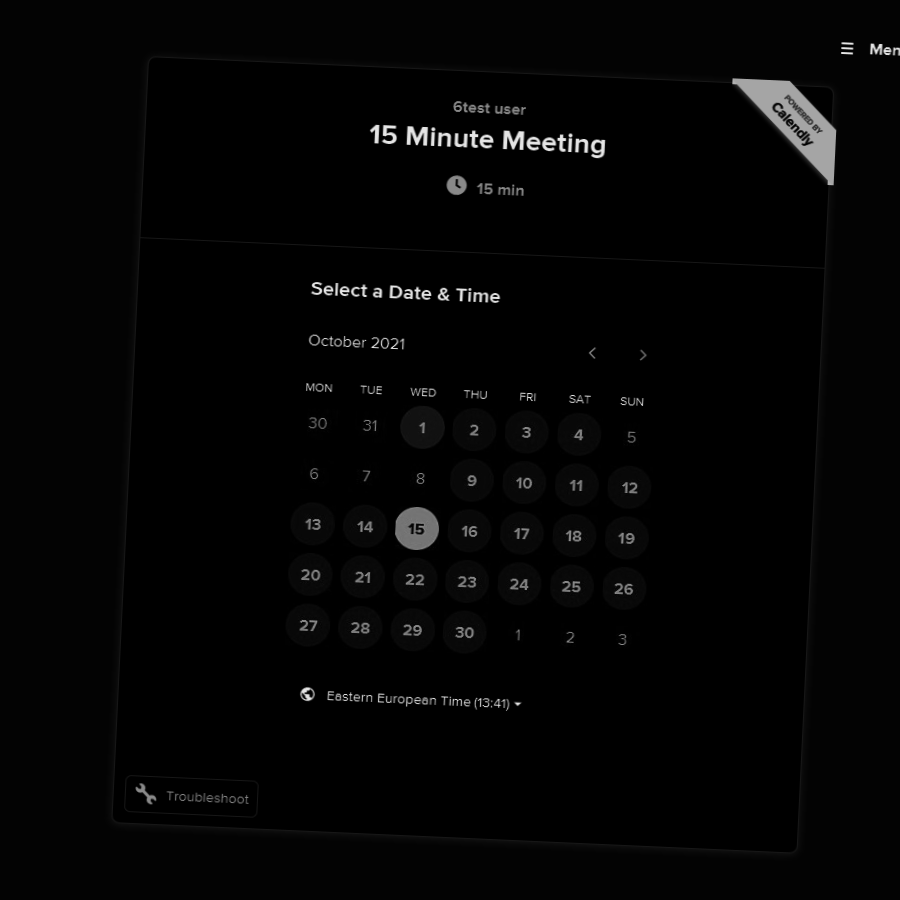 ☰ Men
POWERED BY
Calendly
6test user
15 Minute Meeting
15 min
Select a Date & Time
October 2021
MON TUE WED THU FRI SAT SUN
30 31 1 2 3 4 5
6 7 8 9 10 11 12
13 14 15 16 17 18 19
20 21 22 23 24 25 26
27 28 29 30 1 2 3
Eastern European Time (13:41)
Troubleshoot